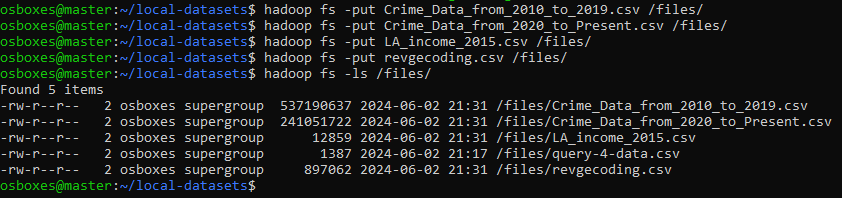 osboxes@master:~/local-datasets$ hadoop fs -put Crime_Data_from_2010_to_2019.csv /files/
osboxes@master:~/local-datasets$ hadoop fs -put Crime_Data_from_2020_to_Present.csv /files/
osboxes@master:~/local-datasets$ hadoop fs -put LA_income_2015.csv /files/
osboxes@master:~/local-datasets$ hadoop fs -put revgecoding.csv /files/
osboxes@master:~/local-datasets$ hadoop fs -ls /files/
Found 5 items
-rw-r--r--   2 osboxes supergroup  537190637 2024-06-02 21:31 /files/Crime_Data_from_2010_to_2019.csv
-rw-r--r--   2 osboxes supergroup  241051722 2024-06-02 21:31 /files/Crime_Data_from_2020_to_Present.csv
-rw-r--r--   2 osboxes supergroup      12859 2024-06-02 21:31 /files/LA_income_2015.csv
-rw-r--r--   2 osboxes supergroup       1387 2024-06-02 21:17 /files/query-4-data.csv
-rw-r--r--   2 osboxes supergroup     897062 2024-06-02 21:31 /files/revgecoding.csv
osboxes@master:~/local-datasets$